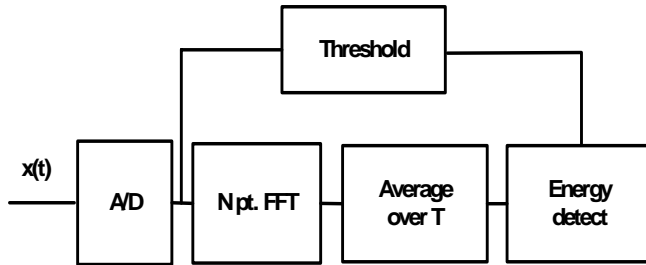 Threshold
x(t)
A/D
N pt. FFT
Average
over T
Energy
detect